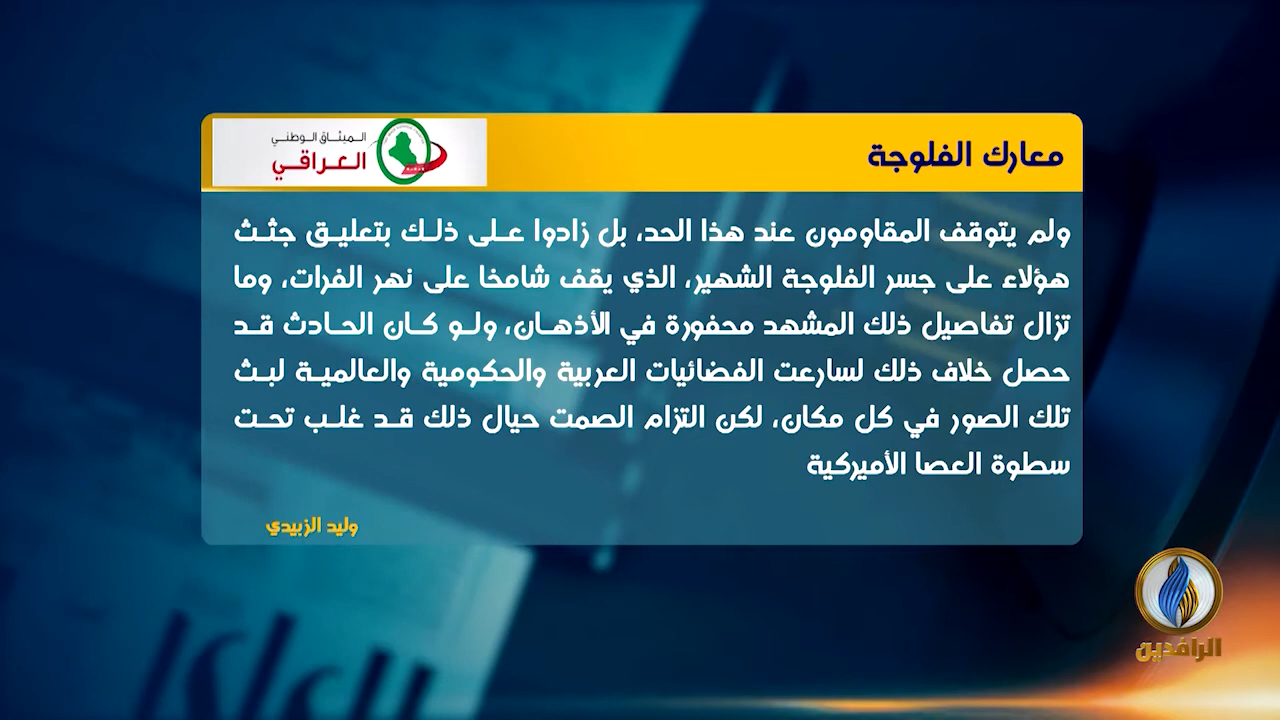 معارك الفلوجة
الميثاق الوطني
العراقي
ولم يتوقف المقاومون عند هذا الحد، بل زادوا على ذلك بتعليق جثث
هؤلاء على جسر الفلوجة الشهير، الذي يقف شامخا على نهر الفرات، وما
تزال تفاصيل ذلك المشهد محفورة في الأذهان، ولو كان الحادث قد
حصل خلاف ذلك لسارعت الفضائيات العربية والحكومية والعالمية لبث
تلك الصور في كل مكان، لكن التزام الصمت حيال ذلك قد غلب تحت
سطوة العصا الأميركية
وليد الزبيدي
الرافدين